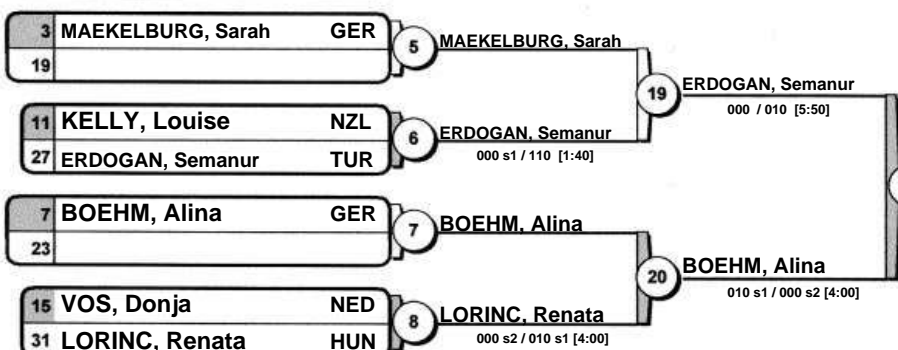 3 MAEKELBURG, Sarah GER
19
5 MAEKELBURG, Sarah
19 ERDOGAN, Semanur
000 / 010 [5:50]
11 KELLY, Louise NZL
27 ERDOGAN, Semanur TUR
6 ERDOGAN, Semanur
000 s1 / 110 [1:40]
7 BOEHM, Alina GER
23
7 BOEHM, Alina
20 BOEHM, Alina
010 s1 / 000 s2 [4:00]
15 VOS, Donja NED
31 LORINC, Renata HUN
8 LORINC, Renata
000 s2 / 010 s1 [4:00]